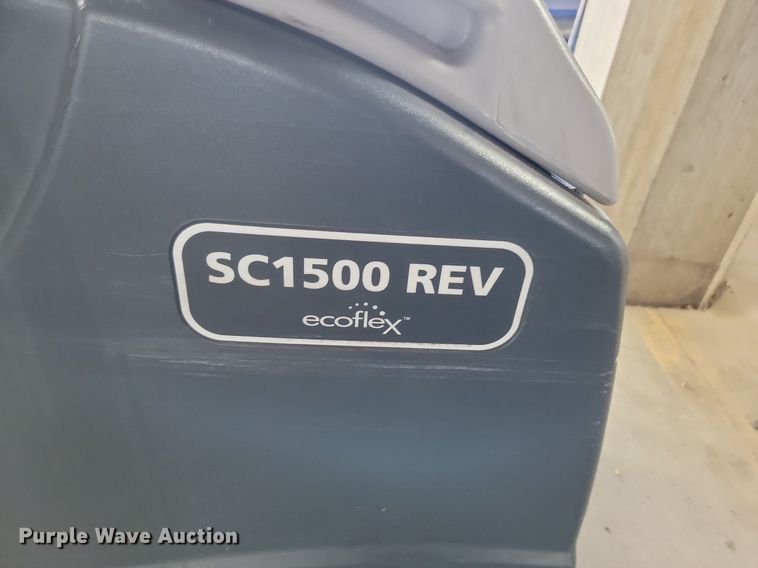 SC1500 REV
ecoflex™
Purple Wave Auction